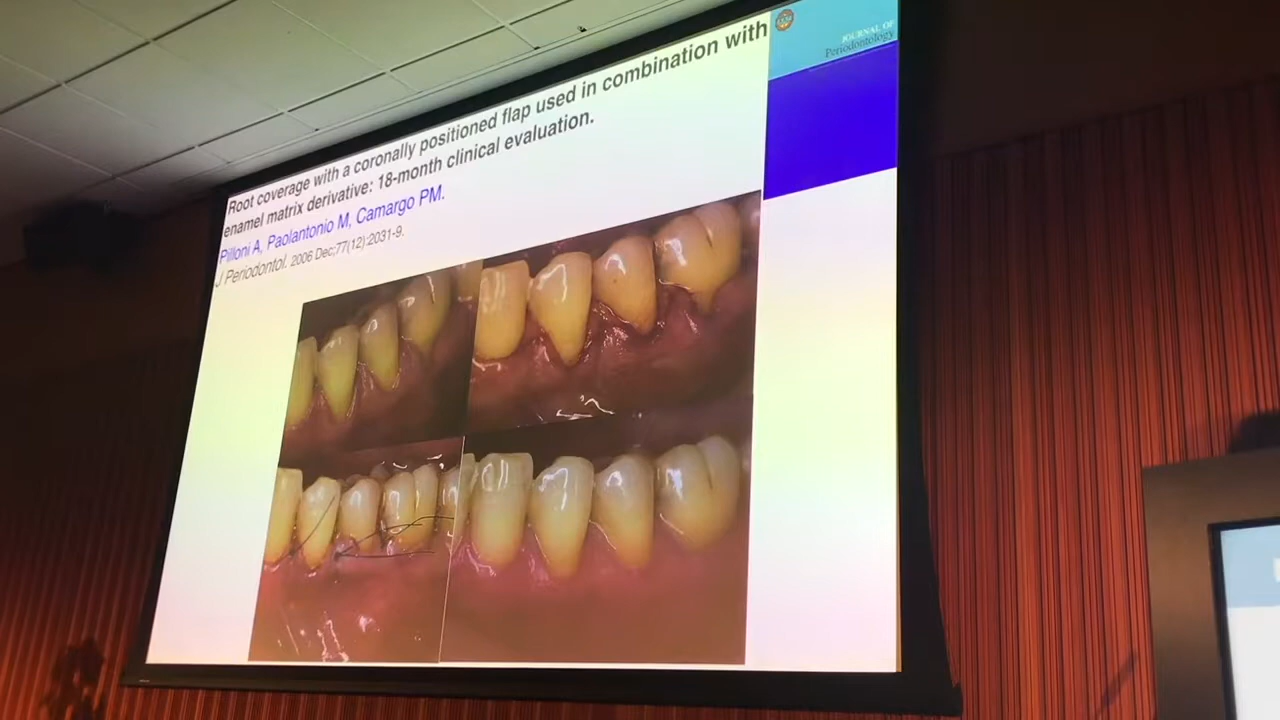 Root coverage with a coronally positioned flap used in combination with
enamel matrix derivative: 18-month clinical evaluation.
Pilloni A, Paolantonio M, Camargo PM.
J Periodontol. 2006 Dec;77(12):2031-9.
JOURNAL OF
Periodontology